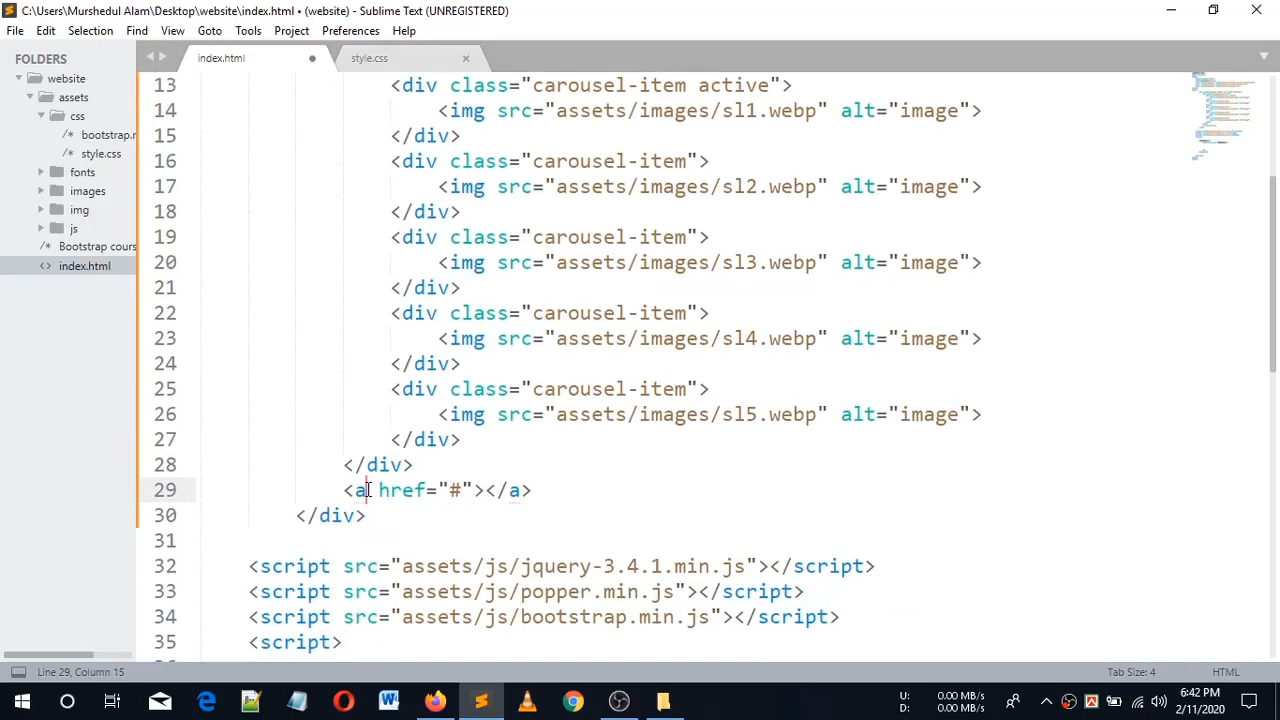 C:\Users\Murshedul Alam\Desktop\website\index.html • (website) - Sublime Text (UNREGISTERED)
File Edit Selection Find View Goto Tools Project Preferences Help
FOLDERS
website
assets
css
/* bootstrap.r
/* style.css
fonts
images
img
js
/* Bootstrap cours
<> index.html
index.html
style.css
13 <div class="carousel-item active">
14 <img src="assets/images/sl1.webp" alt="image">
15 </div>
16 <div class="carousel-item">
17 <img src="assets/images/sl2.webp" alt="image">
18 </div>
19 <div class="carousel-item">
20 <img src="assets/images/sl3.webp" alt="image">
21 </div>
22 <div class="carousel-item">
23 <img src="assets/images/sl4.webp" alt="image">
24 </div>
25 <div class="carousel-item">
26 <img src="assets/images/sl5.webp" alt="image">
27 </div>
28 </div>
29 <a href="#"></a>
30 </div>
31
32 <script src="assets/js/jquery-3.4.1.min.js"></script>
33 <script src="assets/js/popper.min.js"></script>
34 <script src="assets/js/bootstrap.min.js"></script>
35 <script>
Line 29, Column 15
Tab Size: 4
HTML
U: 0.00 MB/s
D: 0.00 MB/s
6:42 PM
2/11/2020